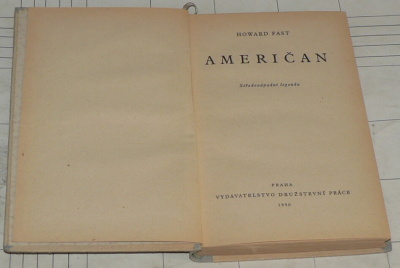 HOWARD FAST
AMERIČAN
Středozápadní legenda
PRAHA
VYDAVATELSTVO DRUŽSTEVNÍ PRÁCE